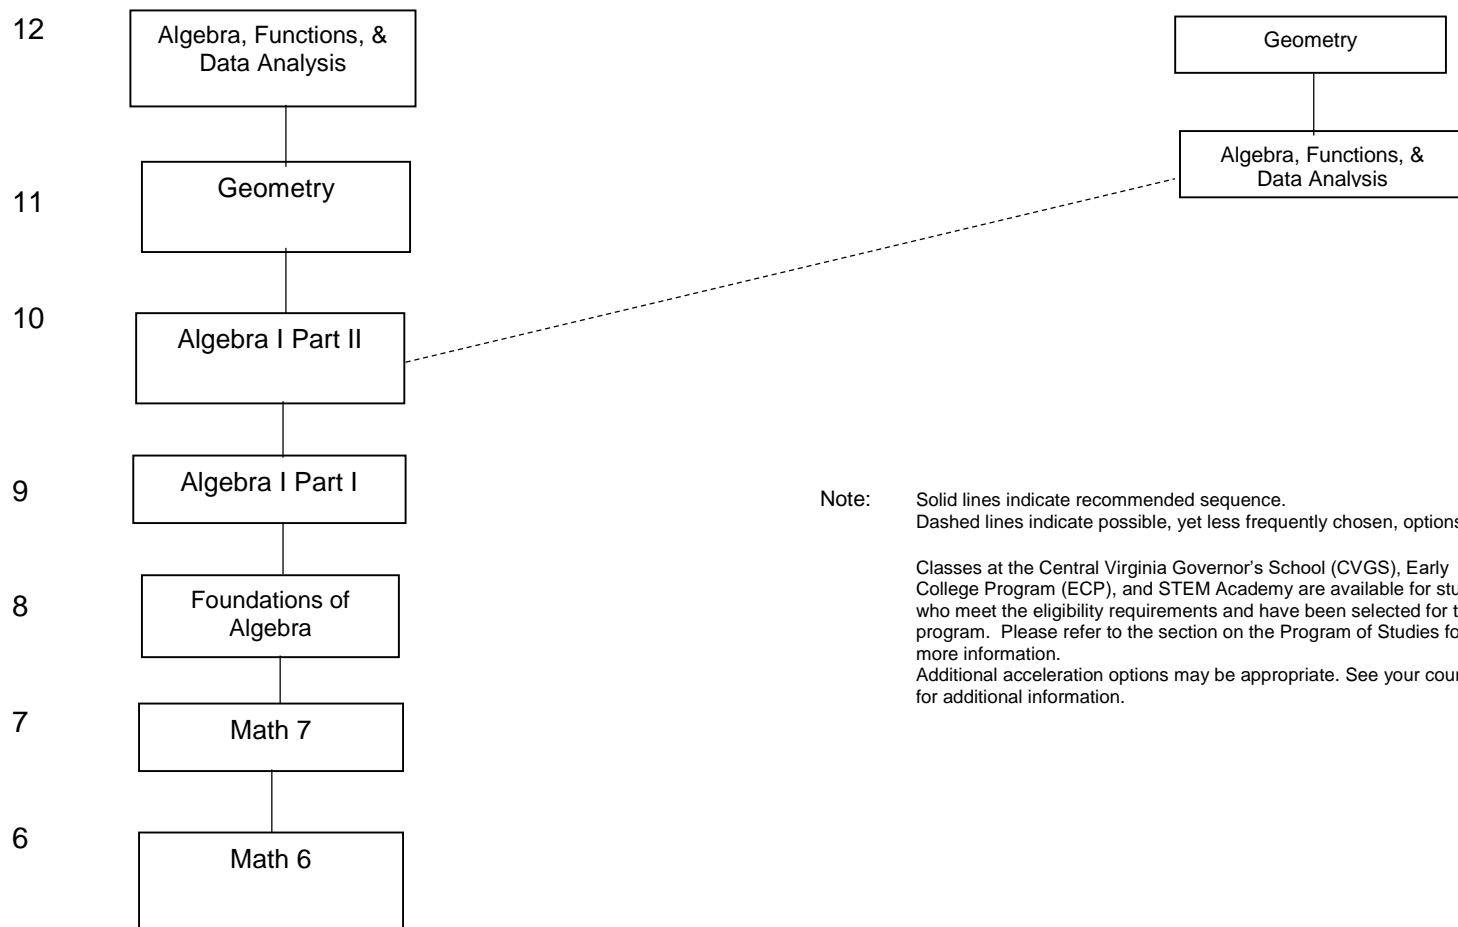 12
Algebra, Functions, &
Data Analysis
Geometry
Algebra, Functions, &
Data Analysis
11
Geometry
10
Algebra I Part II
9
Algebra I Part I
Note:
Solid lines indicate recommended sequence.
Dashed lines indicate possible, yet less frequently chosen, options
Classes at the Central Virginia Governor's School (CVGS), Early
College Program (ECP), and STEM Academy are available for
who meet the eligibility requirements and have been selected for
program. Please refer to the section on the Program of Studies
more information.
Additional acceleration options may be appropriate. See your
for additional information.
8
Foundations of
Algebra
7
Math 7
6
Math 6